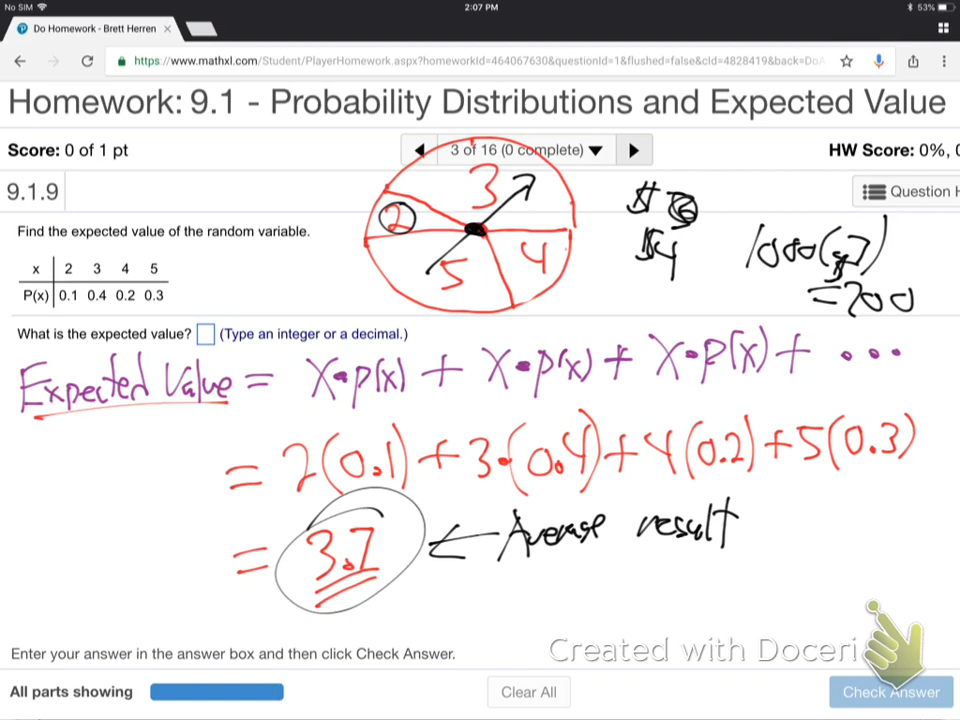 No SIM 2:07 PM 53%
Do Homework - Brett Herren
https://www.mathxl.com/Student/PlayerHomework.aspx?homeworkId=464067630&questionId=1&flushed=false&cId=4828419&back=DoA
Homework: 9.1 - Probability Distributions and Expected Value
Score: 0 of 1 pt 3 of 16 (0 complete) HW Score: 0%, 0
9.1.9 Question H
3
2
5
4
$4
= 700
Find the expected value of the random variable.
x 2 3 4 5
P(x) 0.1 0.4 0.2 0.3
What is the expected value? (Type an integer or a decimal.)
Expected Value = X·P(x) + X·P(x) + X·P(x) + ...
= 2(0.1) + 3·(0.4) + 4(0.2) + 5(0.3)
= 3.7 ← Average result
Enter your answer in the answer box and then click Check Answer.
Created with Doceri
All parts showing Clear All Check Answer